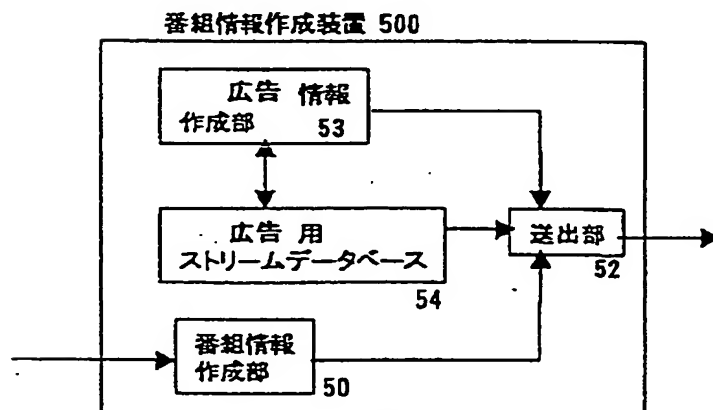 番組情報作成装置 500
広告 情報
作成部 53
広告 用
ストリームデータベース
54
送出部
52
番組情報
作成部
50